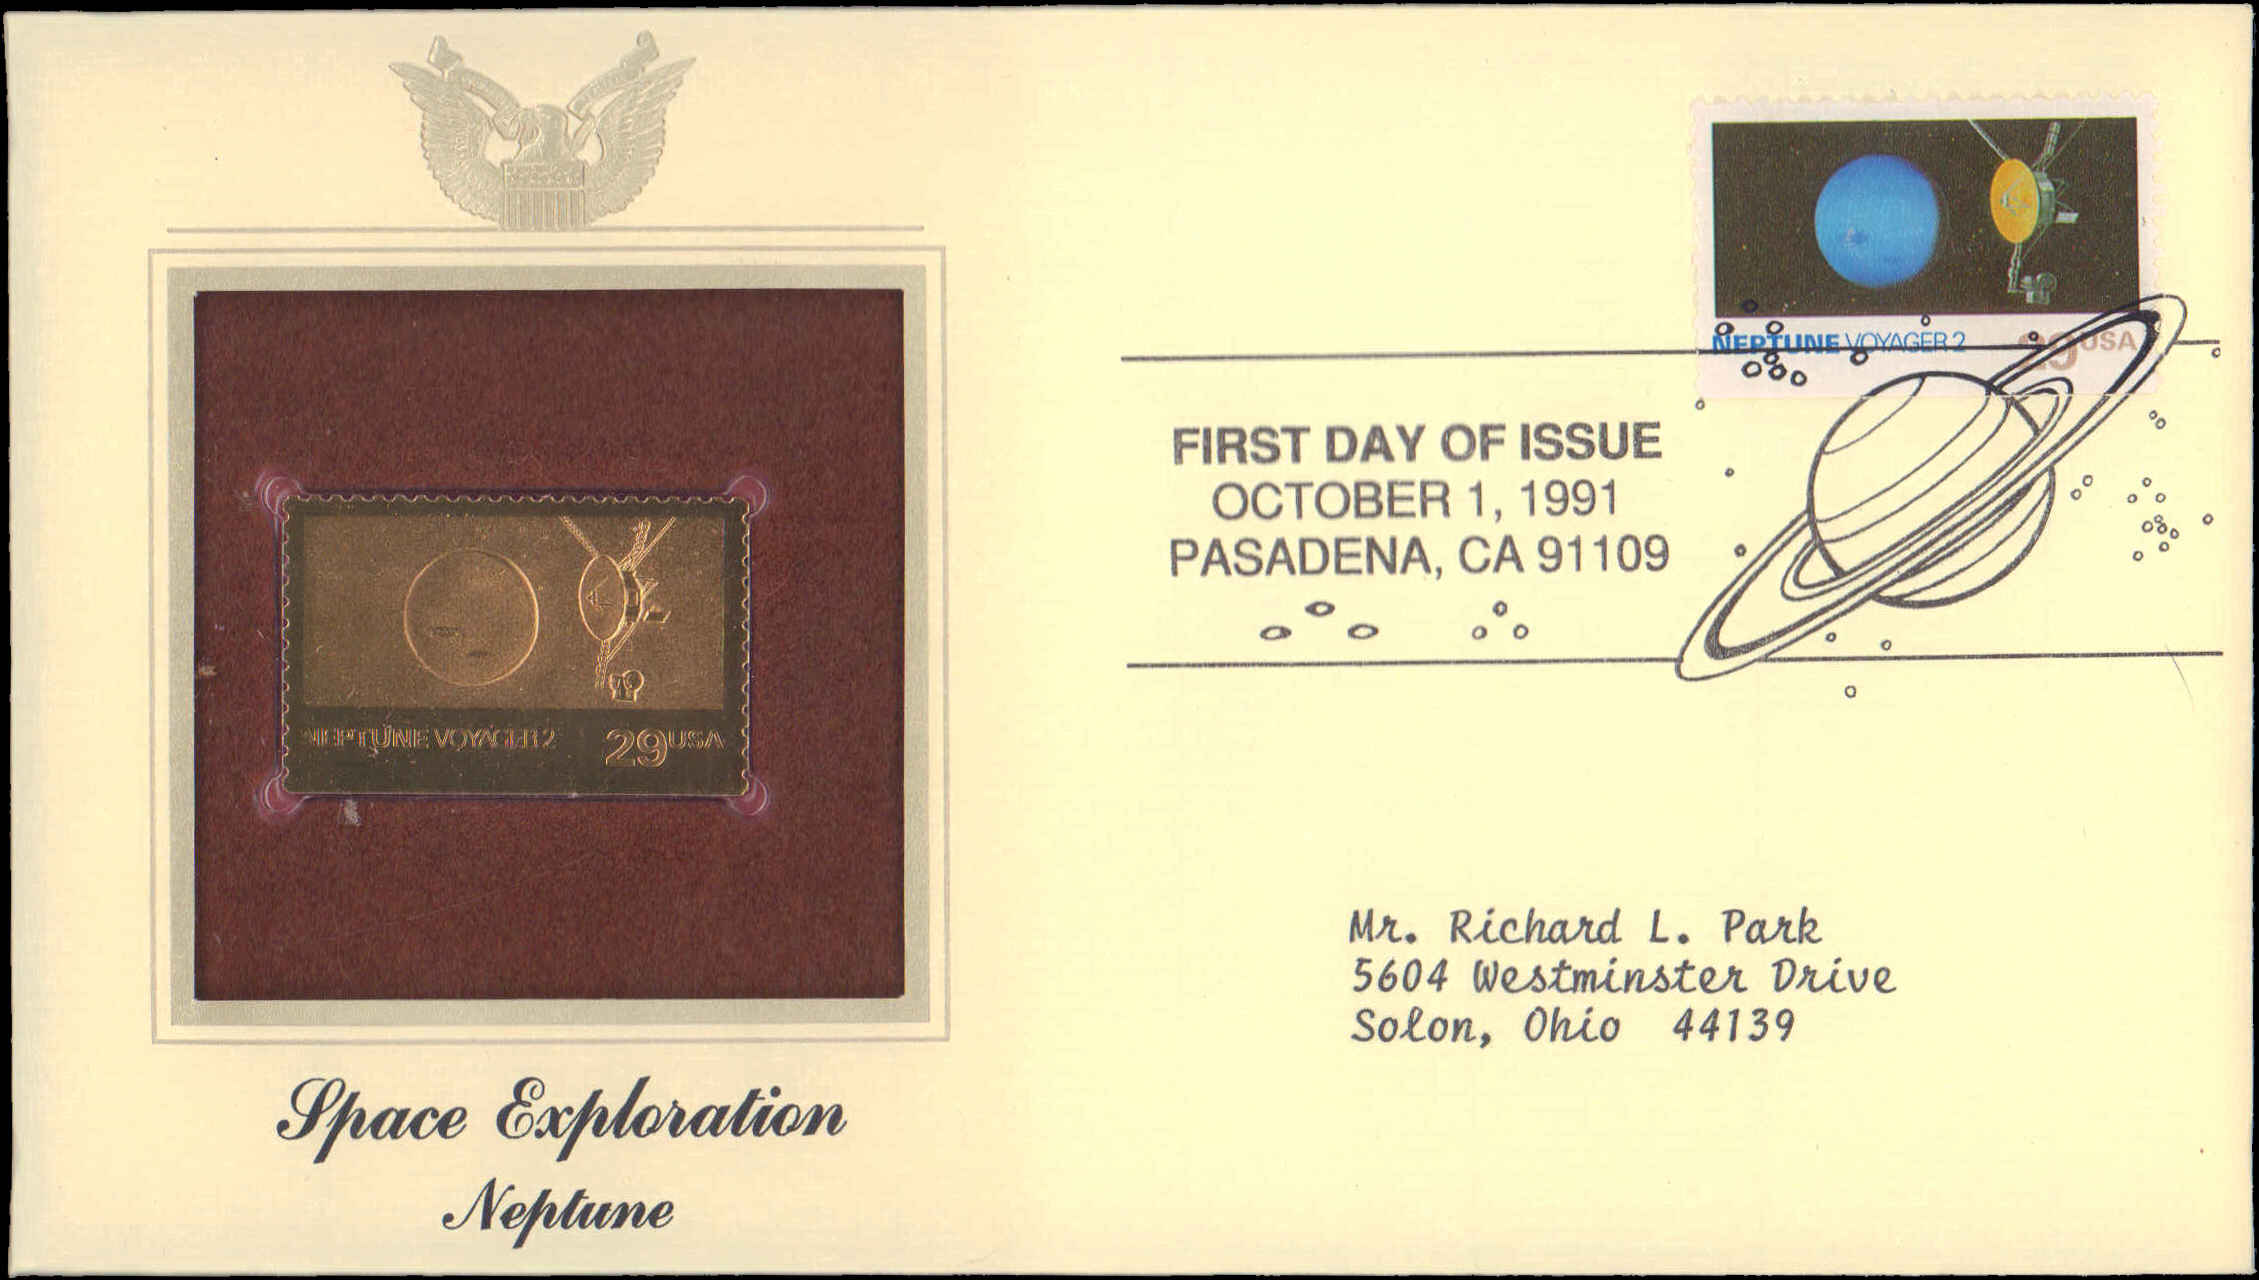 NEPTUNE VOYAGER 2 29 USA
FIRST DAY OF ISSUE
OCTOBER 1, 1991
PASADENA, CA 91109
NEPTUNE VOYAGER 2 29 USA
Mr. Richard L. Park
5604 Westminster Drive
Solon, Ohio 44139
Space Exploration
Neptune